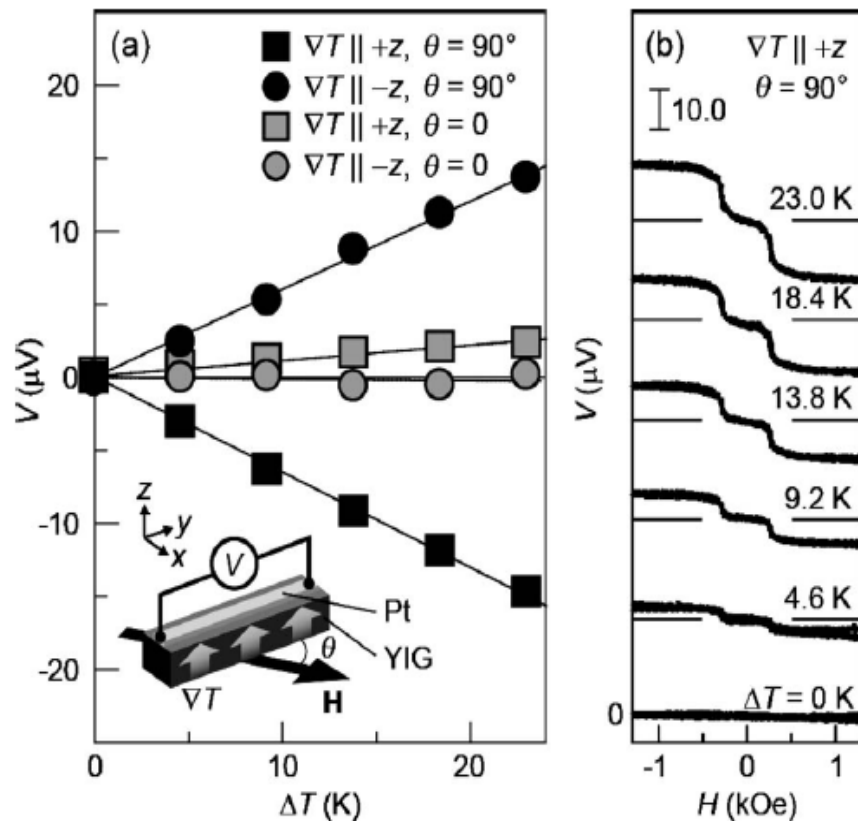 (a)
∇T || +z, θ = 90°
∇T || −z, θ = 90°
∇T || +z, θ = 0
∇T || −z, θ = 0
20
10
0
-10
-20
V (μV)
z
y
x
V
Pt
YIG
θ
∇T
H
0
10
20
ΔT (K)
(b)
∇T || +z
θ = 90°
10.0
23.0 K
18.4 K
13.8 K
9.2 K
4.6 K
ΔT = 0 K
0
V (μV)
-1
0
1
H (kOe)